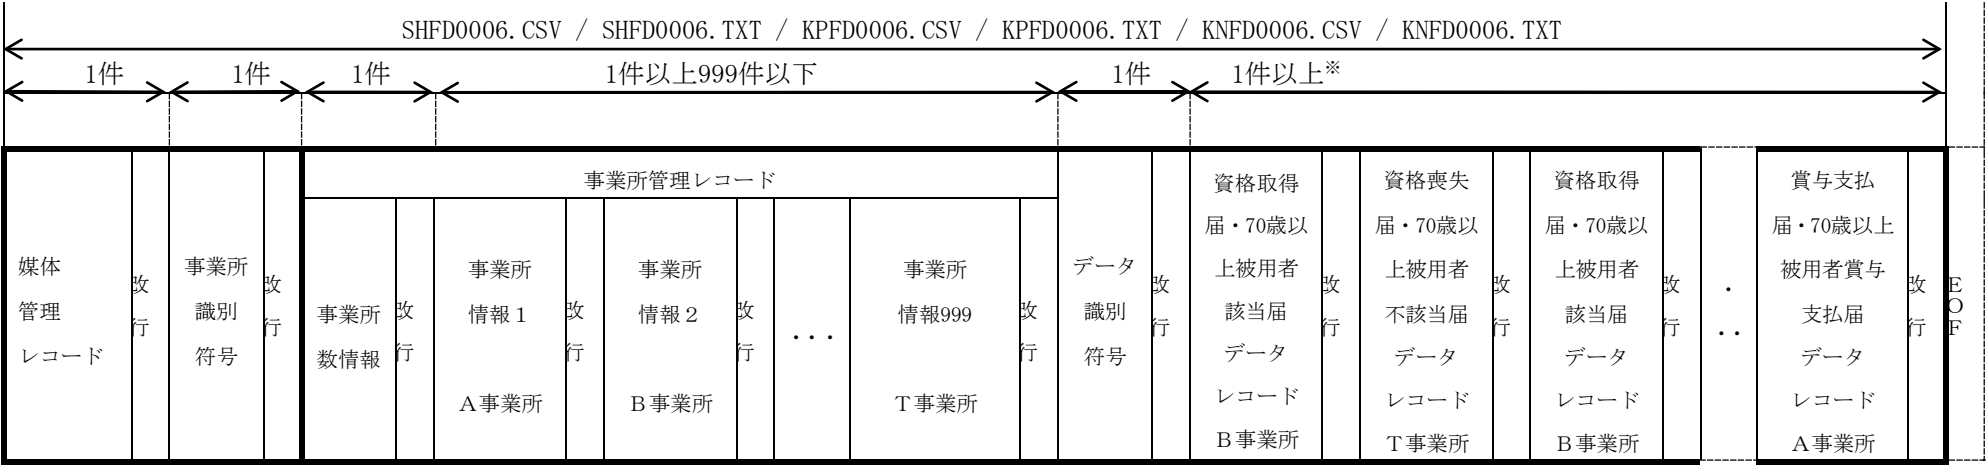 SHFD0006.CSV / SHFD0006.TXT / KPFD0006.CSV / KPFD0006.TXT / KNFD0006.CSV / KNFD0006.TXT
1件
1件
1件
1件以上999件以下
1件
1件以上※
媒体
管理
レコード
改
行
事業所
識別
符号
改
行
事業所管理レコード
事業所
数情報
改
行
事業所
情報１
A事業所
改
行
事業所
情報２
B事業所
改
行
...
事業所
情報999
T事業所
改
行
データ
識別
符号
改
行
資格取得
届・70歳以
上被用者
該当届
データ
レコード
B事業所
改
行
資格喪失
届・70歳以
上被用者
不該当届
データ
レコード
T事業所
改
行
資格取得
届・70歳以
上被用者
該当届
データ
レコード
B事業所
改
行
.
..
賞与支払
届・70歳以上
被用者賞与
支払届
データ
レコード
A事業所
改
行
E
O
F